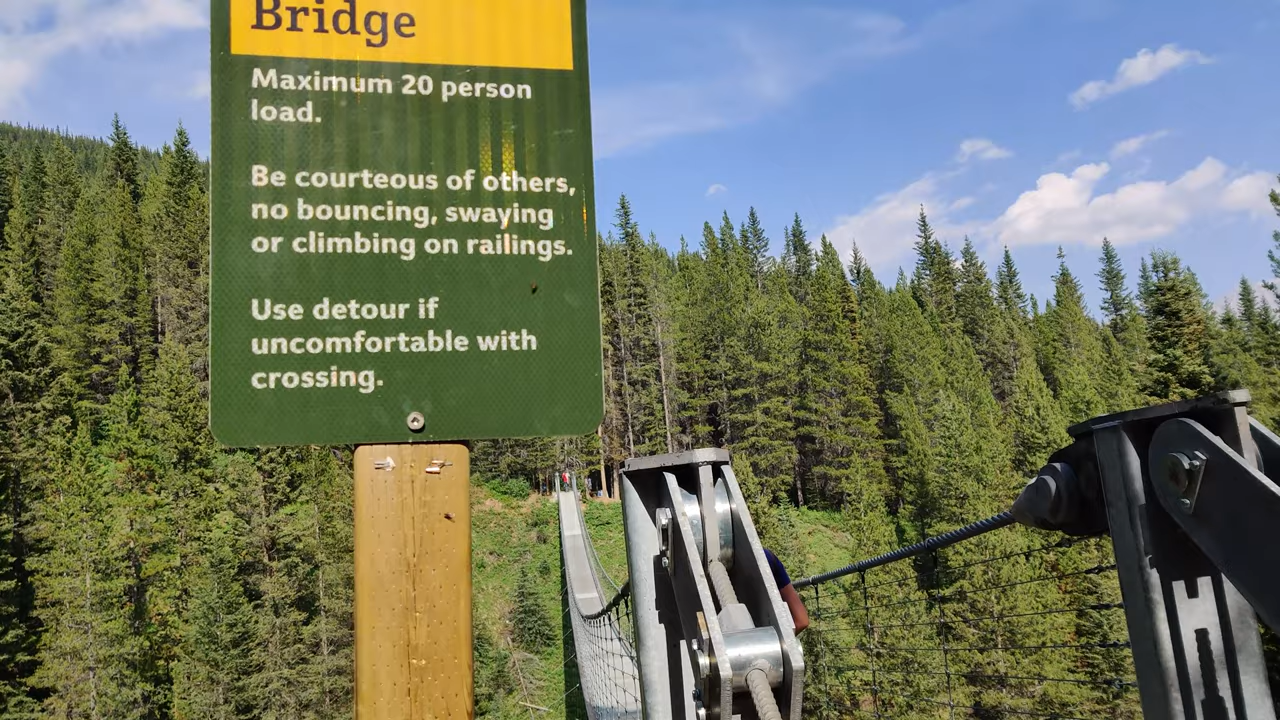 Bridge
Maximum 20 person
load.
Be courteous of others,
no bouncing, swaying
or climbing on railings.
Use detour if
uncomfortable with
crossing.